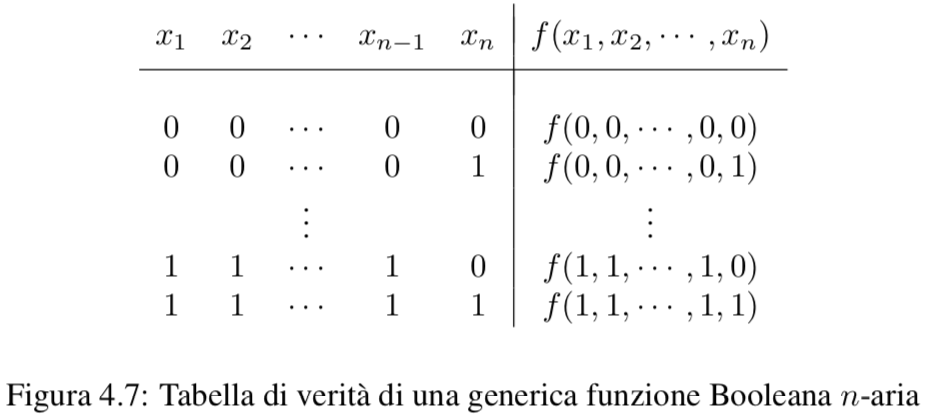 x₁ x₂ ⋯ xₙ₋₁ xₙ f(x₁, x₂, ⋯ , xₙ)
0 0 ⋯ 0 0 f(0, 0, ⋯ , 0, 0)
0 0 ⋯ 0 1 f(0, 0, ⋯ , 0, 1)
⋮ ⋮
1 1 ⋯ 1 0 f(1, 1, ⋯ , 1, 0)
1 1 ⋯ 1 1 f(1, 1, ⋯ , 1, 1)
Figura 4.7: Tabella di verità di una generica funzione Booleana n-aria